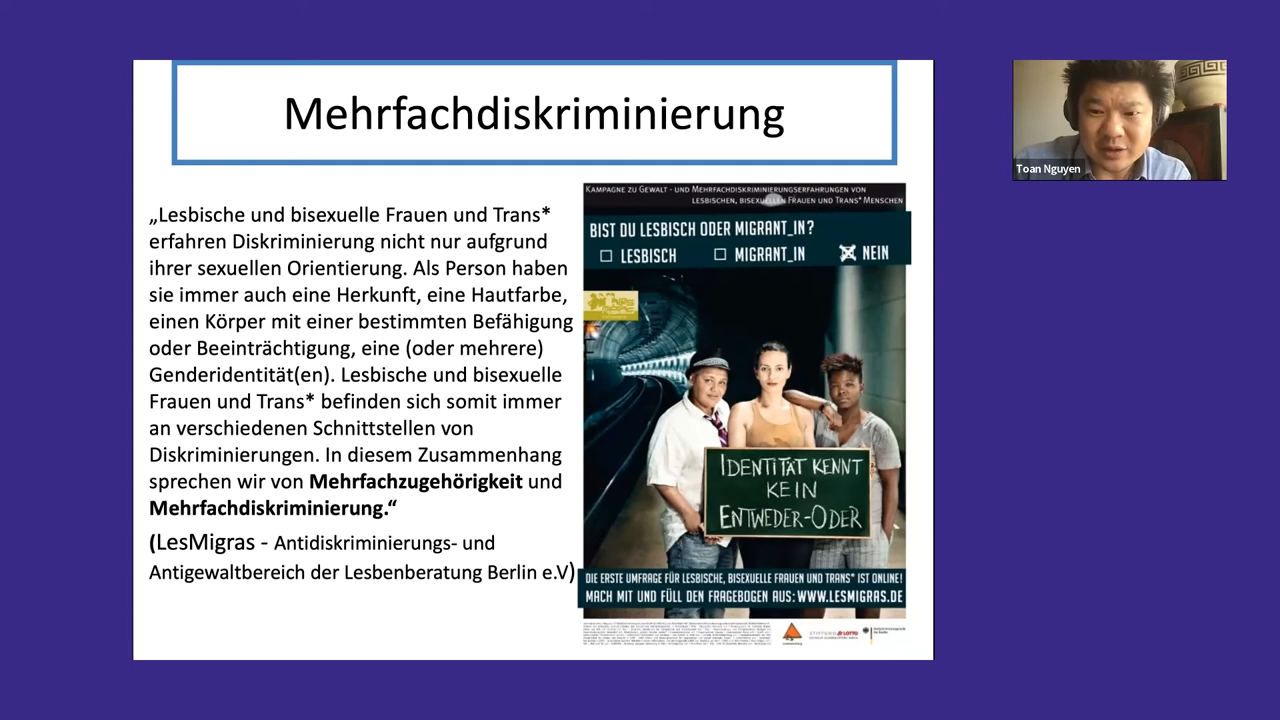 Mehrfachdiskriminierung
„Lesbische und bisexuelle Frauen und Trans*
erfahren Diskriminierung nicht nur aufgrund
ihrer sexuellen Orientierung. Als Person haben
sie immer auch eine Herkunft, eine Hautfarbe,
einen Körper mit einer bestimmten Befähigung
oder Beeinträchtigung, eine (oder mehrere)
Genderidentität(en). Lesbische und bisexuelle
Frauen und Trans* befinden sich somit immer
an verschiedenen Schnittstellen von
Diskriminierungen. In diesem Zusammenhang
sprechen wir von Mehrfachzugehörigkeit und
Mehrfachdiskriminierung.“
(LesMigras - Antidiskriminierungs- und
Antigewaltbereich der Lesbenberatung Berlin e.V)
Kampagne zu Gewalt - und Mehrfachdiskriminierungserfahrungen von
lesbischen, bisexuellen Frauen und Trans* Menschen
BIST DU LESBISCH ODER MIGRANT_IN?
LESBISCH MIGRANT_IN NEIN
IDENTITÄT KENNT
KEIN
ENTWEDER-ODER
DIE ERSTE UMFRAGE FÜR LESBISCHE, BISEXUELLE FRAUEN UND TRANS* IST ONLINE!
MACH MIT UND FÜLL DEN FRAGEBOGEN AUS: WWW.LESMIGRAS.DE
Toan Nguyen